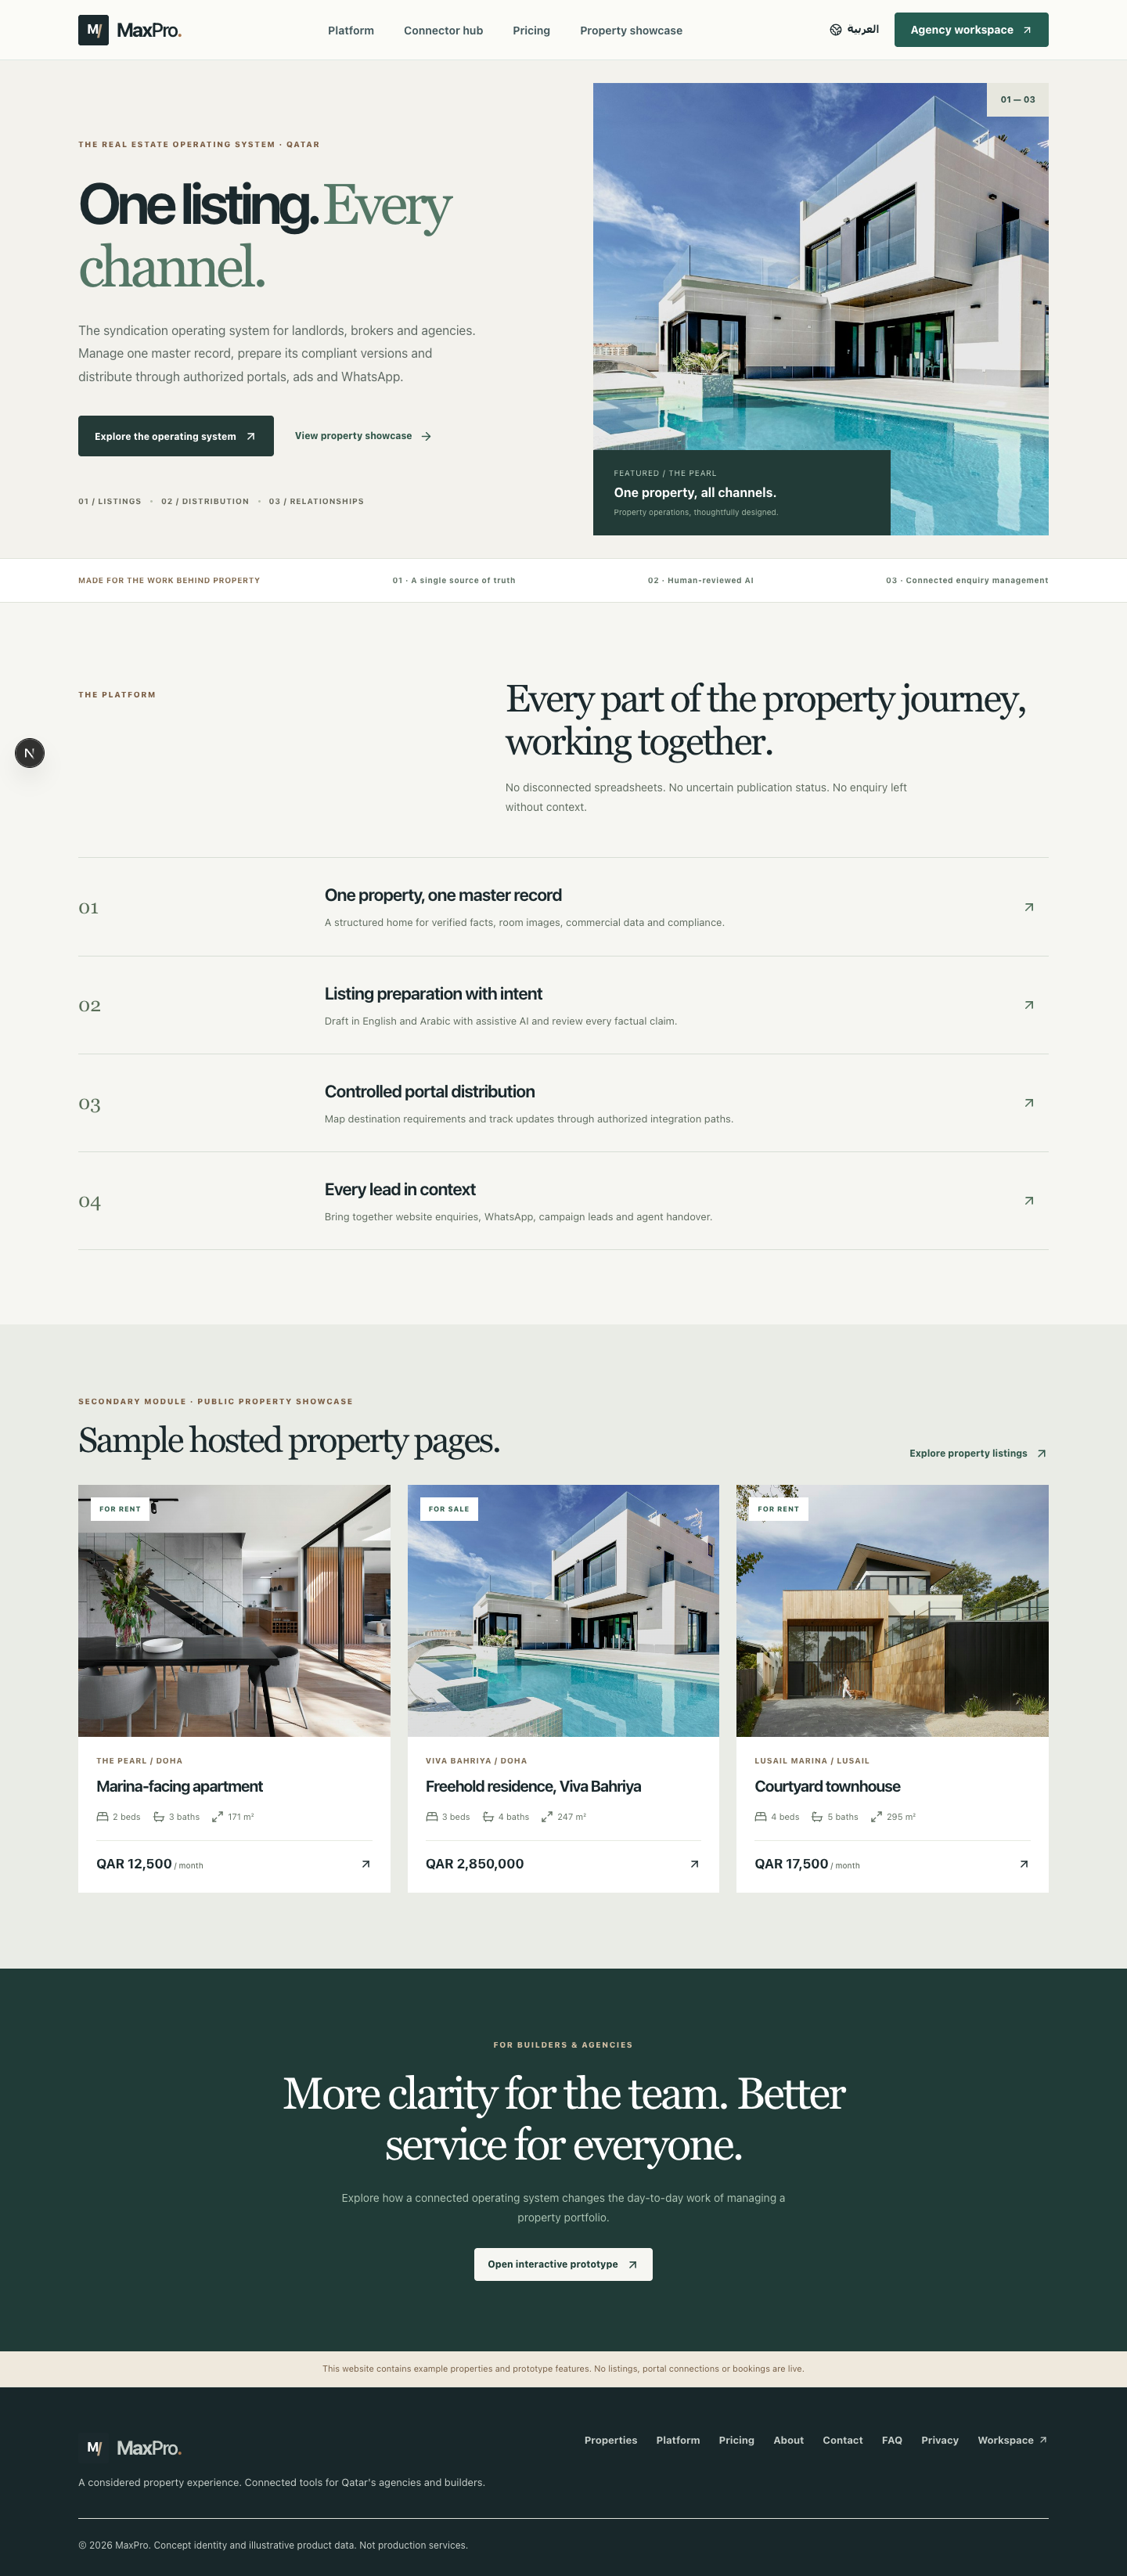 M/ MaxPro.
Platform
Connector hub
Pricing
Property showcase
العربية
Agency workspace
THE REAL ESTATE OPERATING SYSTEM · QATAR
One listing. Every
channel.
The syndication operating system for landlords, brokers and agencies.
Manage one master record, prepare its compliant versions and
distribute through authorized portals, ads and WhatsApp.
Explore the operating system
View property showcase
01 / LISTINGS • 02 / DISTRIBUTION • 03 / RELATIONSHIPS
01 — 03
FEATURED / THE PEARL
One property, all channels.
Property operations, thoughtfully designed.
MADE FOR THE WORK BEHIND PROPERTY
01 · A single source of truth
02 · Human-reviewed AI
03 · Connected enquiry management
THE PLATFORM
Every part of the property journey,
working together.
No disconnected spreadsheets. No uncertain publication status. No enquiry left
without context.
N
01
One property, one master record
A structured home for verified facts, room images, commercial data and compliance.
02
Listing preparation with intent
Draft in English and Arabic with assistive AI and review every factual claim.
03
Controlled portal distribution
Map destination requirements and track updates through authorized integration paths.
04
Every lead in context
Bring together website enquiries, WhatsApp, campaign leads and agent handover.
SECONDARY MODULE · PUBLIC PROPERTY SHOWCASE
Sample hosted property pages.
Explore property listings
FOR RENT
THE PEARL / DOHA
Marina-facing apartment
2 beds 3 baths 171 m²
QAR 12,500 / month
FOR SALE
VIVA BAHRIYA / DOHA
Freehold residence, Viva Bahriya
3 beds 4 baths 247 m²
QAR 2,850,000
FOR RENT
LUSAIL MARINA / LUSAIL
Courtyard townhouse
4 beds 5 baths 295 m²
QAR 17,500 / month
FOR BUILDERS & AGENCIES
More clarity for the team. Better
service for everyone.
Explore how a connected operating system changes the day-to-day work of managing a
property portfolio.
Open interactive prototype
This website contains example properties and prototype features. No listings, portal connections or bookings are live.
M/ MaxPro.
Properties
Platform
Pricing
About
Contact
FAQ
Privacy
Workspace
A considered property experience. Connected tools for Qatar's agencies and builders.
© 2026 MaxPro. Concept identity and illustrative product data. Not production services.